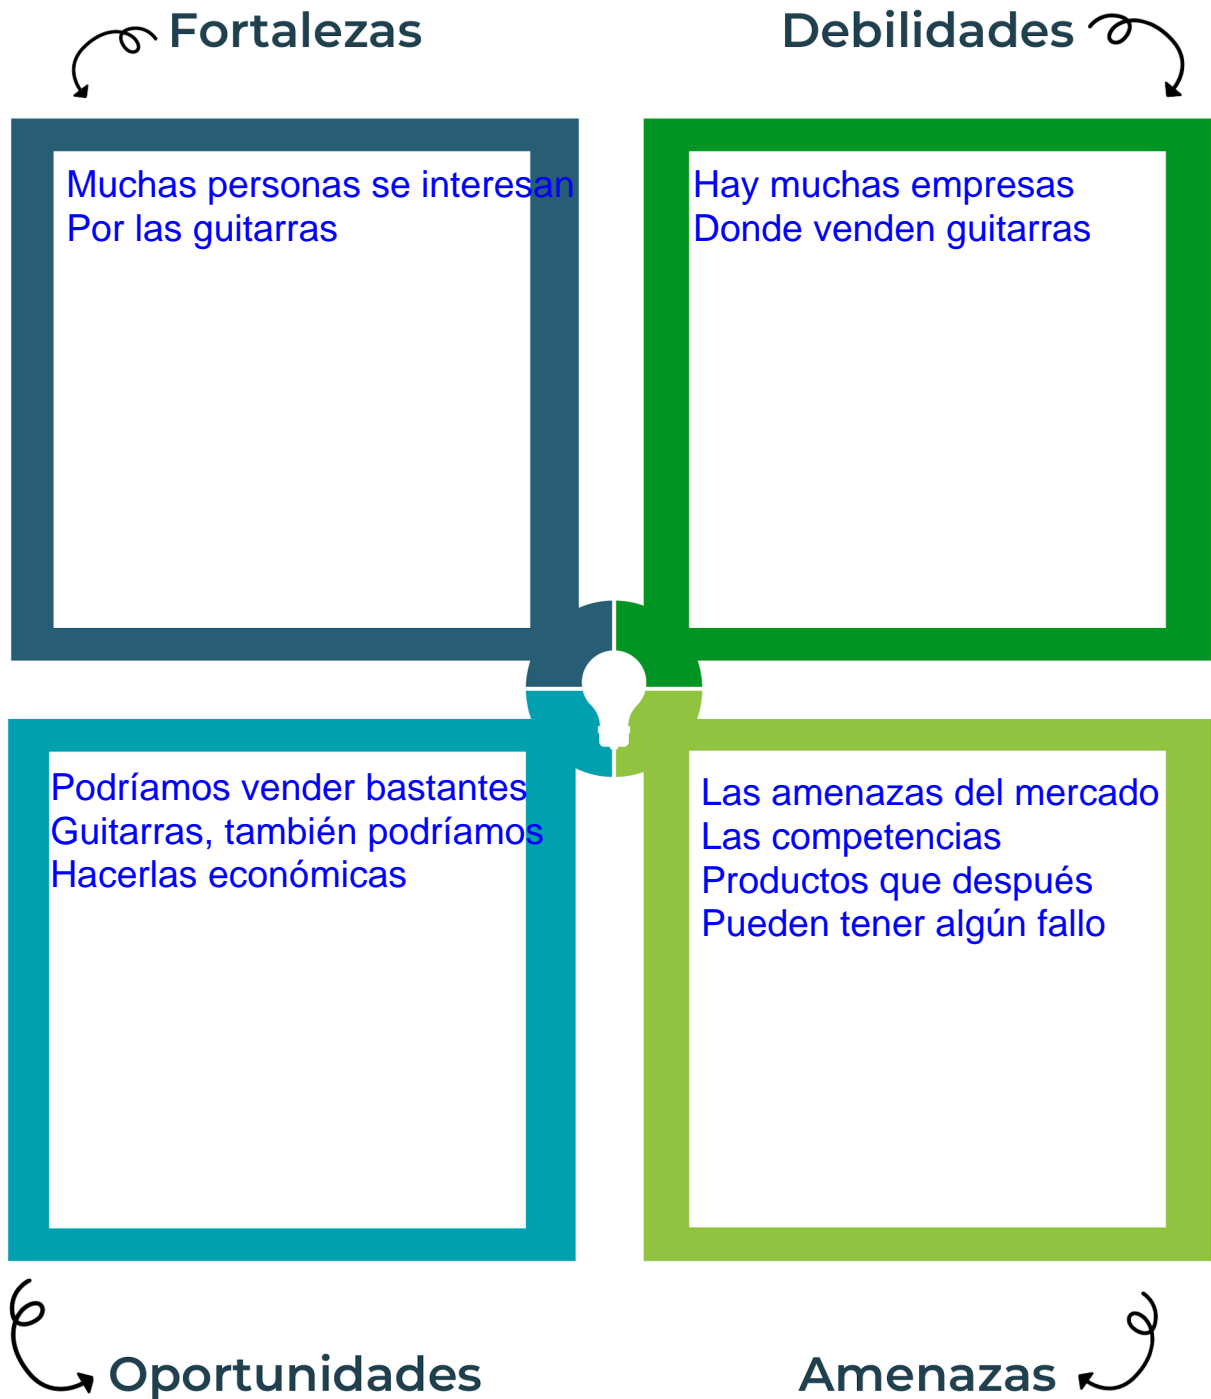 Fortalezas
Debilidades
Muchas personas se interesan
Por las guitarras
Hay muchas empresas
Donde venden guitarras
Podríamos vender bastantes
Guitarras, también podríamos
Hacerlas económicas
Las amenazas del mercado
Las competencias
Productos que después
Pueden tener algún fallo
Oportunidades
Amenazas